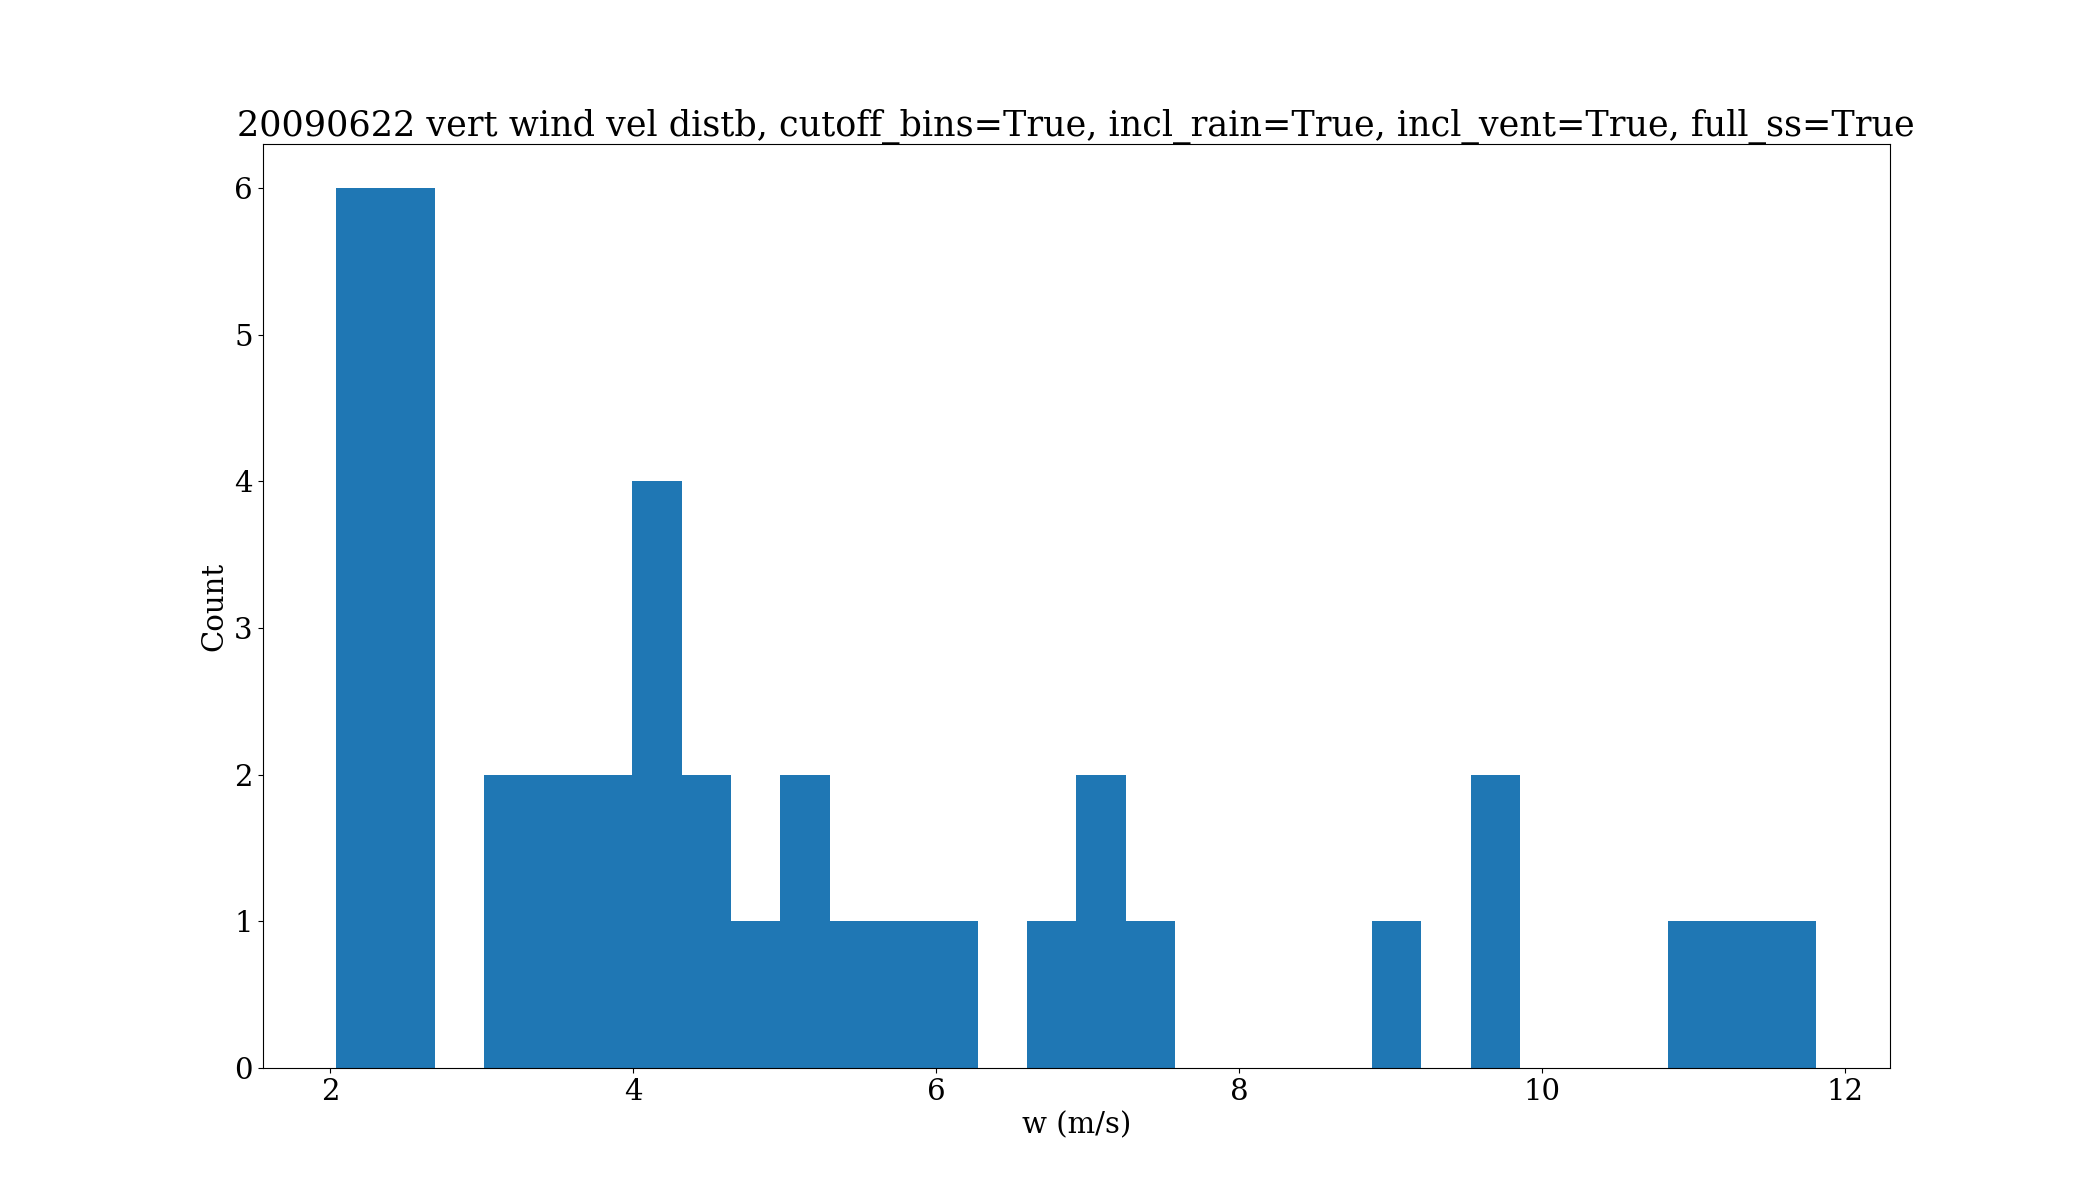 20090622 vert wind vel distb, cutoff_bins=True, incl_rain=True, incl_vent=True, full_ss=True
6
5
4
3
2
1
0
Count
2 4 6 8 10 12
w (m/s)